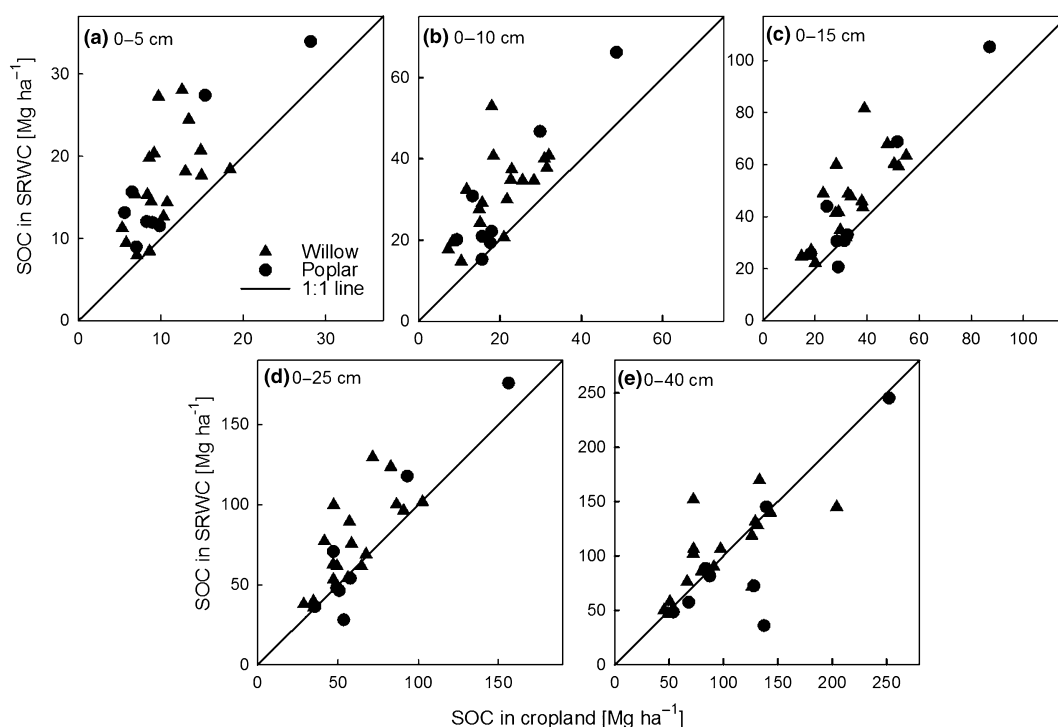 (a) 0–5 cm
SOC in SRWC [Mg ha⁻¹]
30
20
10
0
0 10 20 30
Willow
Poplar
1:1 line
(b) 0–10 cm
60
40
20
0
0 20 40 60
(c) 0–15 cm
100
80
60
40
20
0
0 20 40 60 80 100
(d) 0–25 cm
SOC in SRWC [Mg ha⁻¹]
150
100
50
0
0 50 100 150
(e) 0–40 cm
250
200
150
100
50
0
0 50 100 150 200 250
SOC in cropland [Mg ha⁻¹]